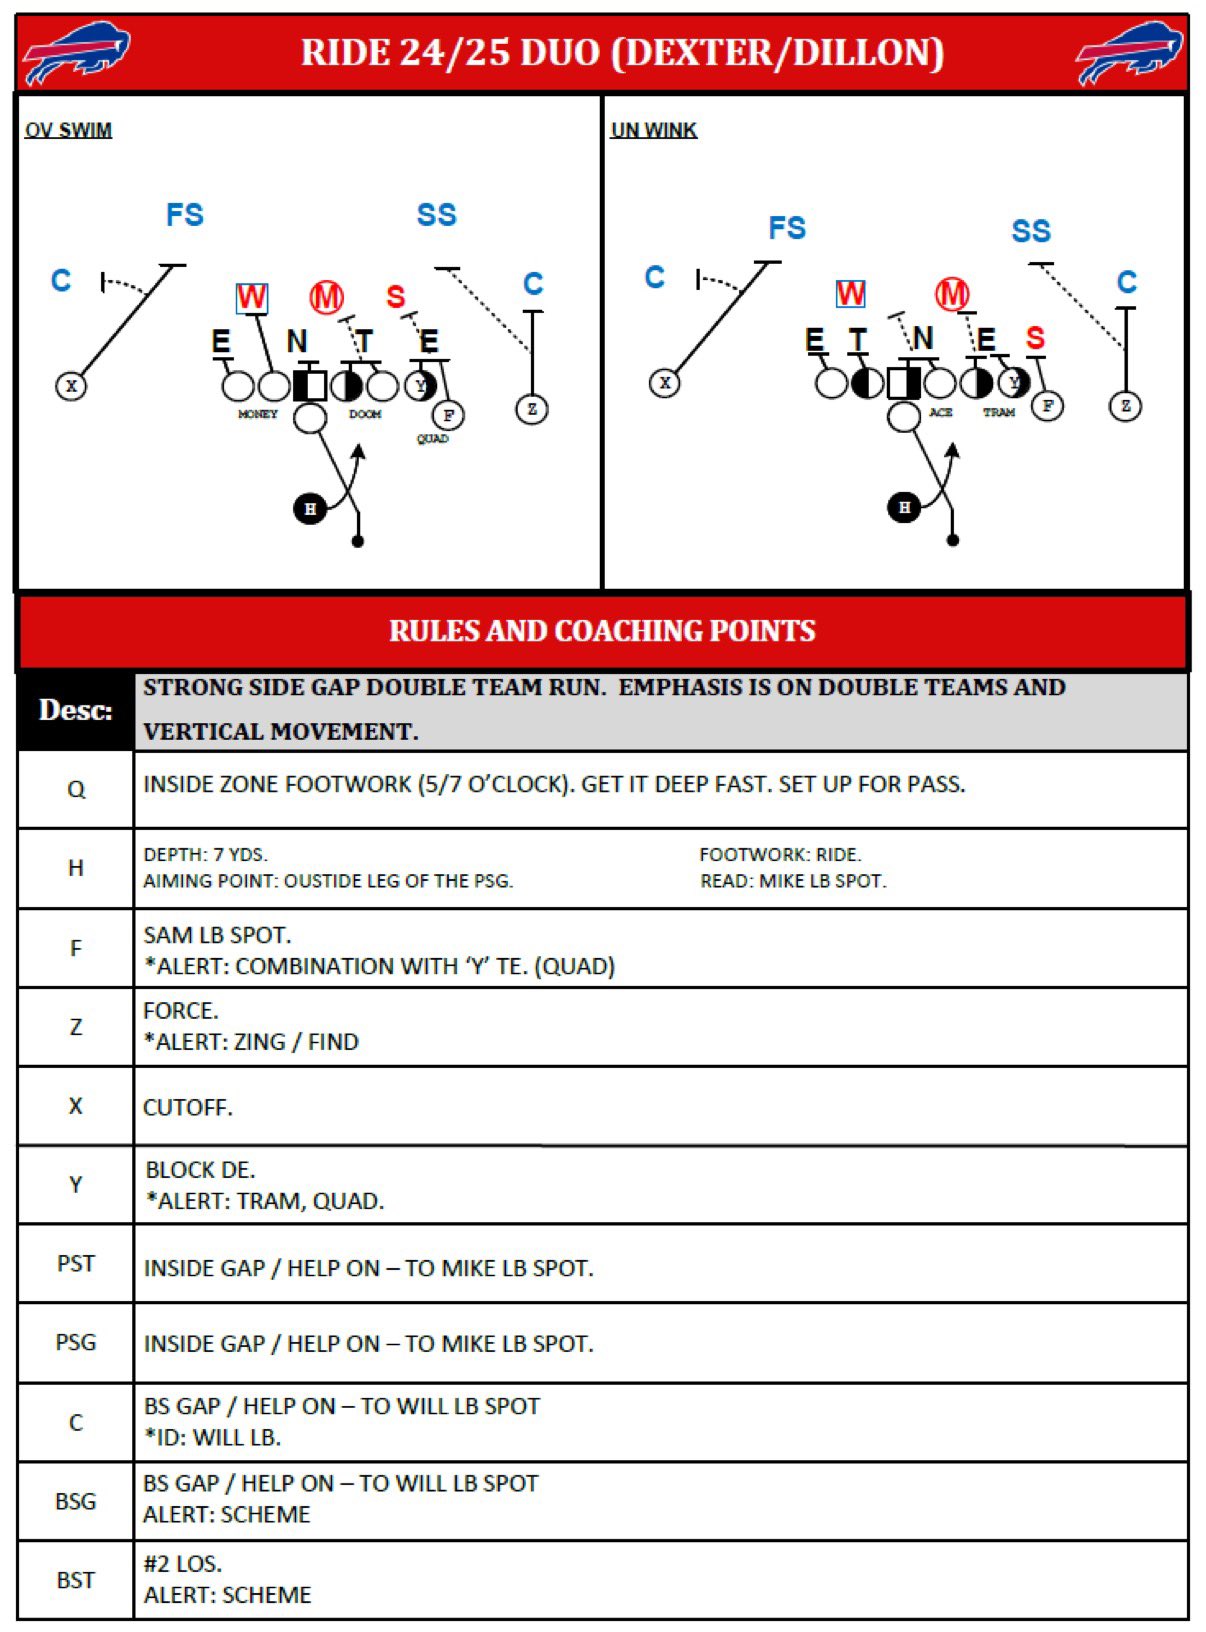 RIDE 24/25 DUO (DEXTER/DILLON)
OV SWIM
FS
SS
C
W
M
S
C
E
N
T
E
X
Y
F
Z
MONEY
DOOM
QUAD
H
UN WINK
FS
SS
C
W
M
C
E
T
N
E
S
X
Y
F
Z
ACE
TRAM
H
RULES AND COACHING POINTS
Desc:
STRONG SIDE GAP DOUBLE TEAM RUN. EMPHASIS IS ON DOUBLE TEAMS AND
VERTICAL MOVEMENT.
Q
INSIDE ZONE FOOTWORK (5/7 O’CLOCK). GET IT DEEP FAST. SET UP FOR PASS.
H
DEPTH: 7 YDS. FOOTWORK: RIDE.
AIMING POINT: OUSTIDE LEG OF THE PSG. READ: MIKE LB SPOT.
F
SAM LB SPOT.
*ALERT: COMBINATION WITH ‘Y’ TE. (QUAD)
Z
FORCE.
*ALERT: ZING / FIND
X
CUTOFF.
Y
BLOCK DE.
*ALERT: TRAM, QUAD.
PST
INSIDE GAP / HELP ON – TO MIKE LB SPOT.
PSG
INSIDE GAP / HELP ON – TO MIKE LB SPOT.
C
BS GAP / HELP ON – TO WILL LB SPOT
*ID: WILL LB.
BSG
BS GAP / HELP ON – TO WILL LB SPOT
ALERT: SCHEME
BST
#2 LOS.
ALERT: SCHEME